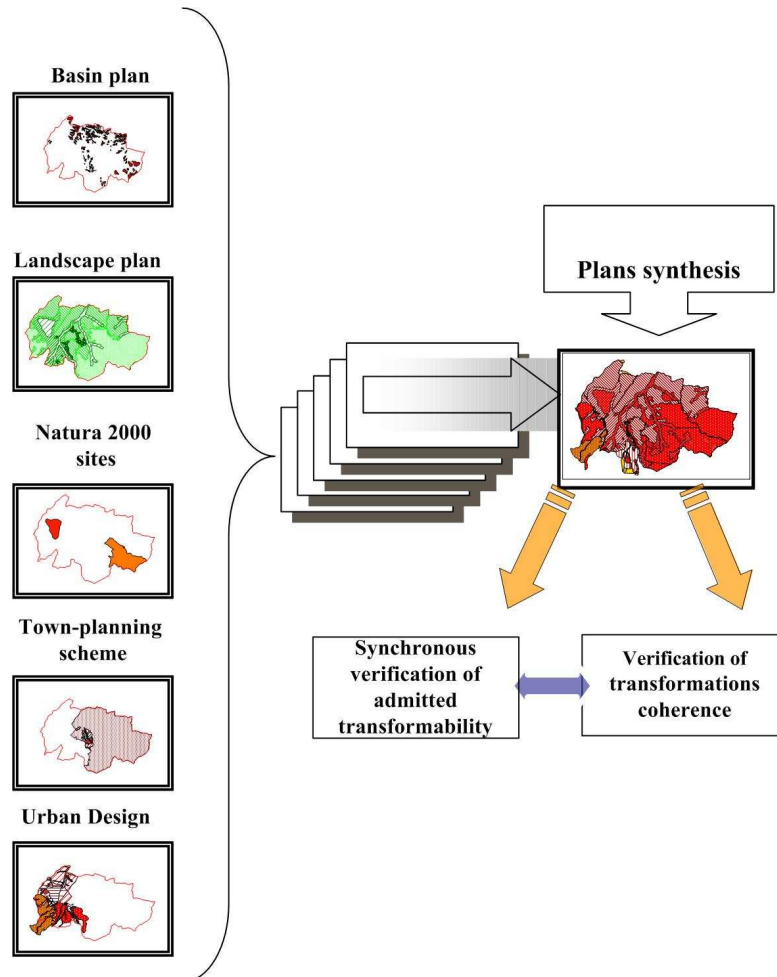 Basin plan
Landscape plan
Natura 2000
sites
Town-planning
scheme
Urban Design
Plans synthesis
Synchronous
verification of
admitted
transformability
Verification of
transformations
coherence